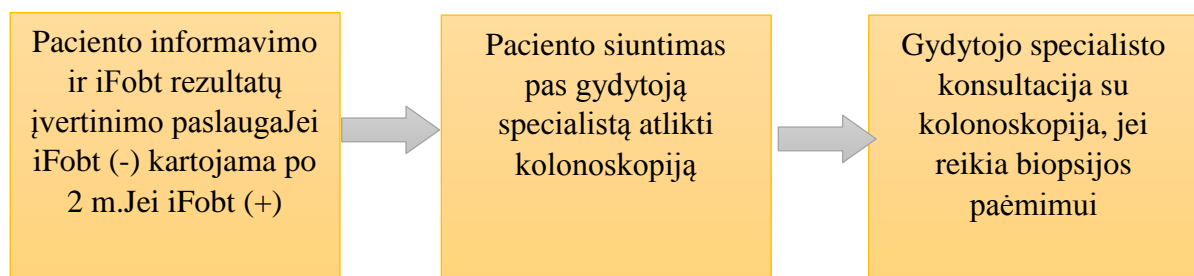 Paciento informavimo
ir iFobt rezultatų
įvertinimo paslaugaJei
iFobt (-) kartojama po
2 m.Jei iFobt (+)
Paciento siuntimas
pas gydytoją
specialistą atlikti
kolonoskopiją
Gydytojo specialisto
konsultacija su
kolonoskopija, jei
reikia biopsijos
paėmimui